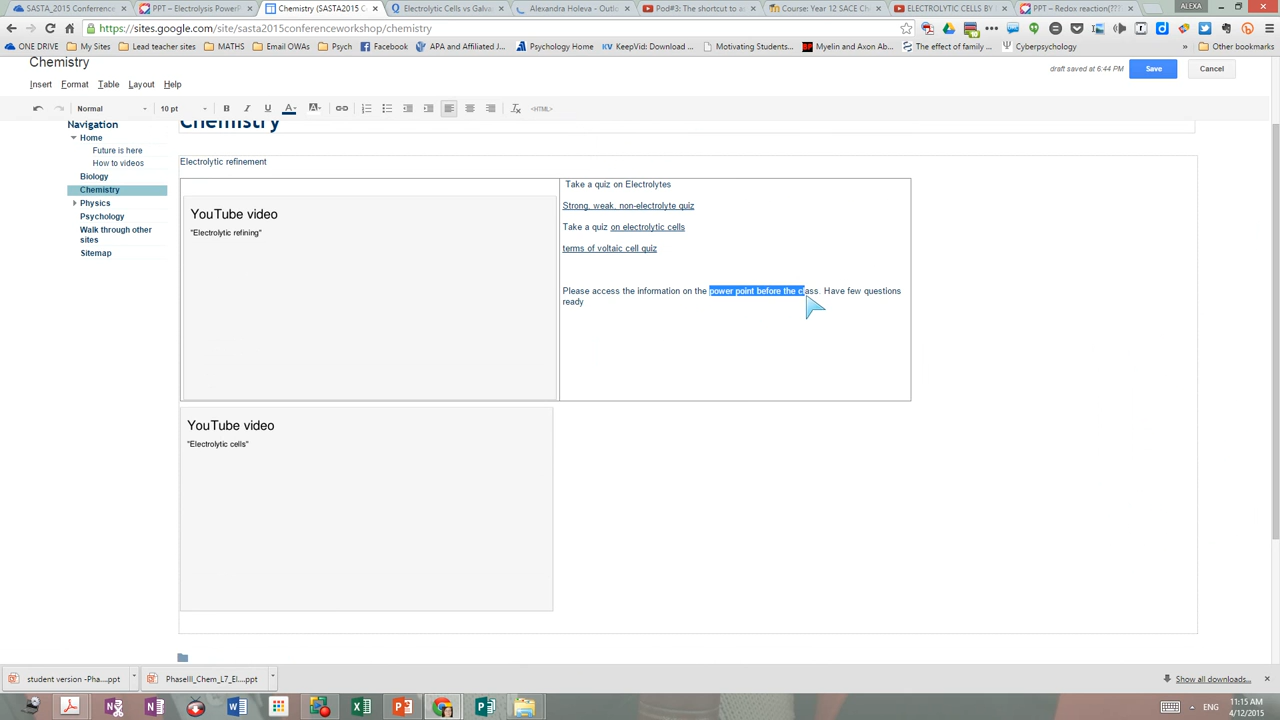 SASTA_2015 Conferrence
PPT – Electrolysis PowerP
Chemistry (SASTA2015 C
Electrolytic Cells vs Galva
Alexandra Holeva - Outlo
Pod#3: The shortcut to as
Course: Year 12 SACE Ch
ELECTROLYTIC CELLS BY
PPT – Redox reaction(???
ALEXA
https://sites.google.com/site/sasta2015conferenceworkshop/chemistry
ONE DRIVE
My Sites
Lead teacher sites
MATHS
Email OWAs
Psych
Facebook
APA and Affiliated J...
Psychology Home
KeepVid: Download ...
Motivating Students...
Myelin and Axon Ab...
The effect of family ...
Cyberpsychology
»
Other bookmarks
Chemistry
draft saved at 6:44 PM
Save
Cancel
Insert Format Table Layout Help
Normal 10 pt B I U A A <HTML>
Navigation
Home
Future is here
How to videos
Biology
Chemistry
Physics
Psychology
Walk through other
sites
Sitemap
Chemistry
Electrolytic refinement
YouTube video
"Electrolytic refining"
Take a quiz on Electrolytes
Strong, weak, non-electrolyte quiz
Take a quiz on electrolytic cells
terms of voltaic cell quiz
Please access the information on the power point before the class. Have few questions
ready
YouTube video
"Electrolytic cells"
student version -Pha....ppt
PhaseIII_Chem_L7_El....ppt
Show all downloads...
ENG
11:15 AM
4/12/2015